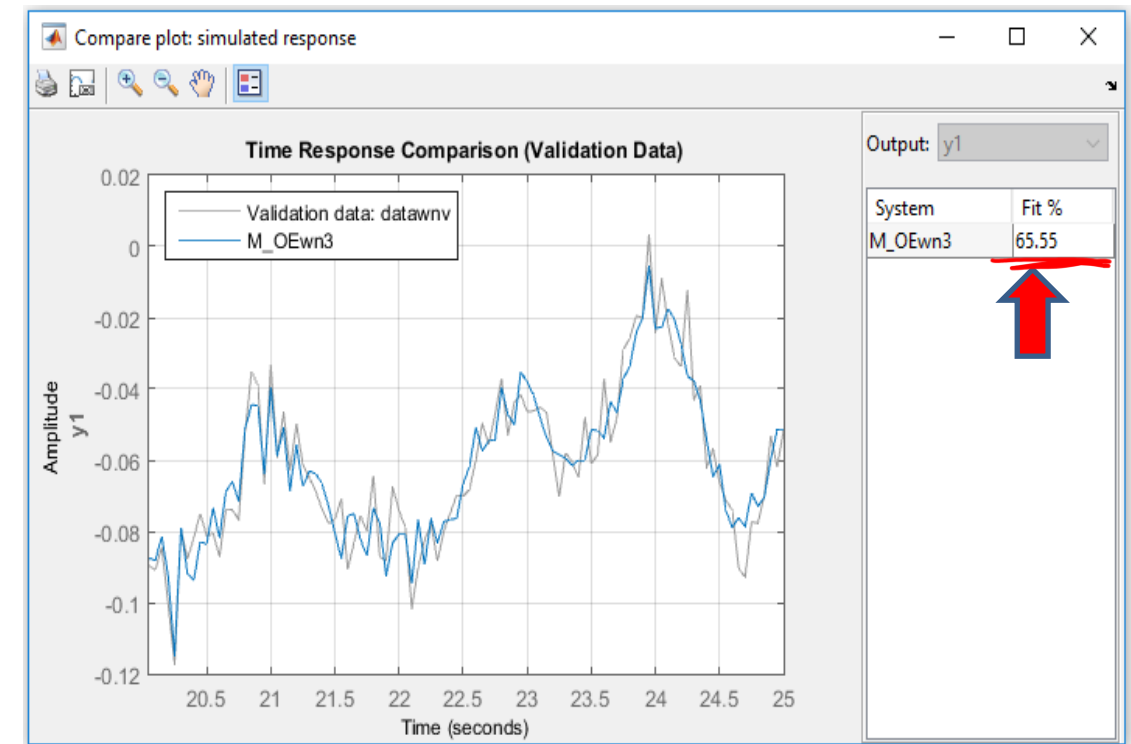 Compare plot: simulated response
Time Response Comparison (Validation Data)
Validation data: datawnv
M_OEwn3
0.02
0
-0.02
-0.04
-0.06
-0.08
-0.1
-0.12
Amplitude
y1
20.5 21 21.5 22 22.5 23 23.5 24 24.5 25
Time (seconds)
Output: y1
System Fit %
M_OEwn3 65.55